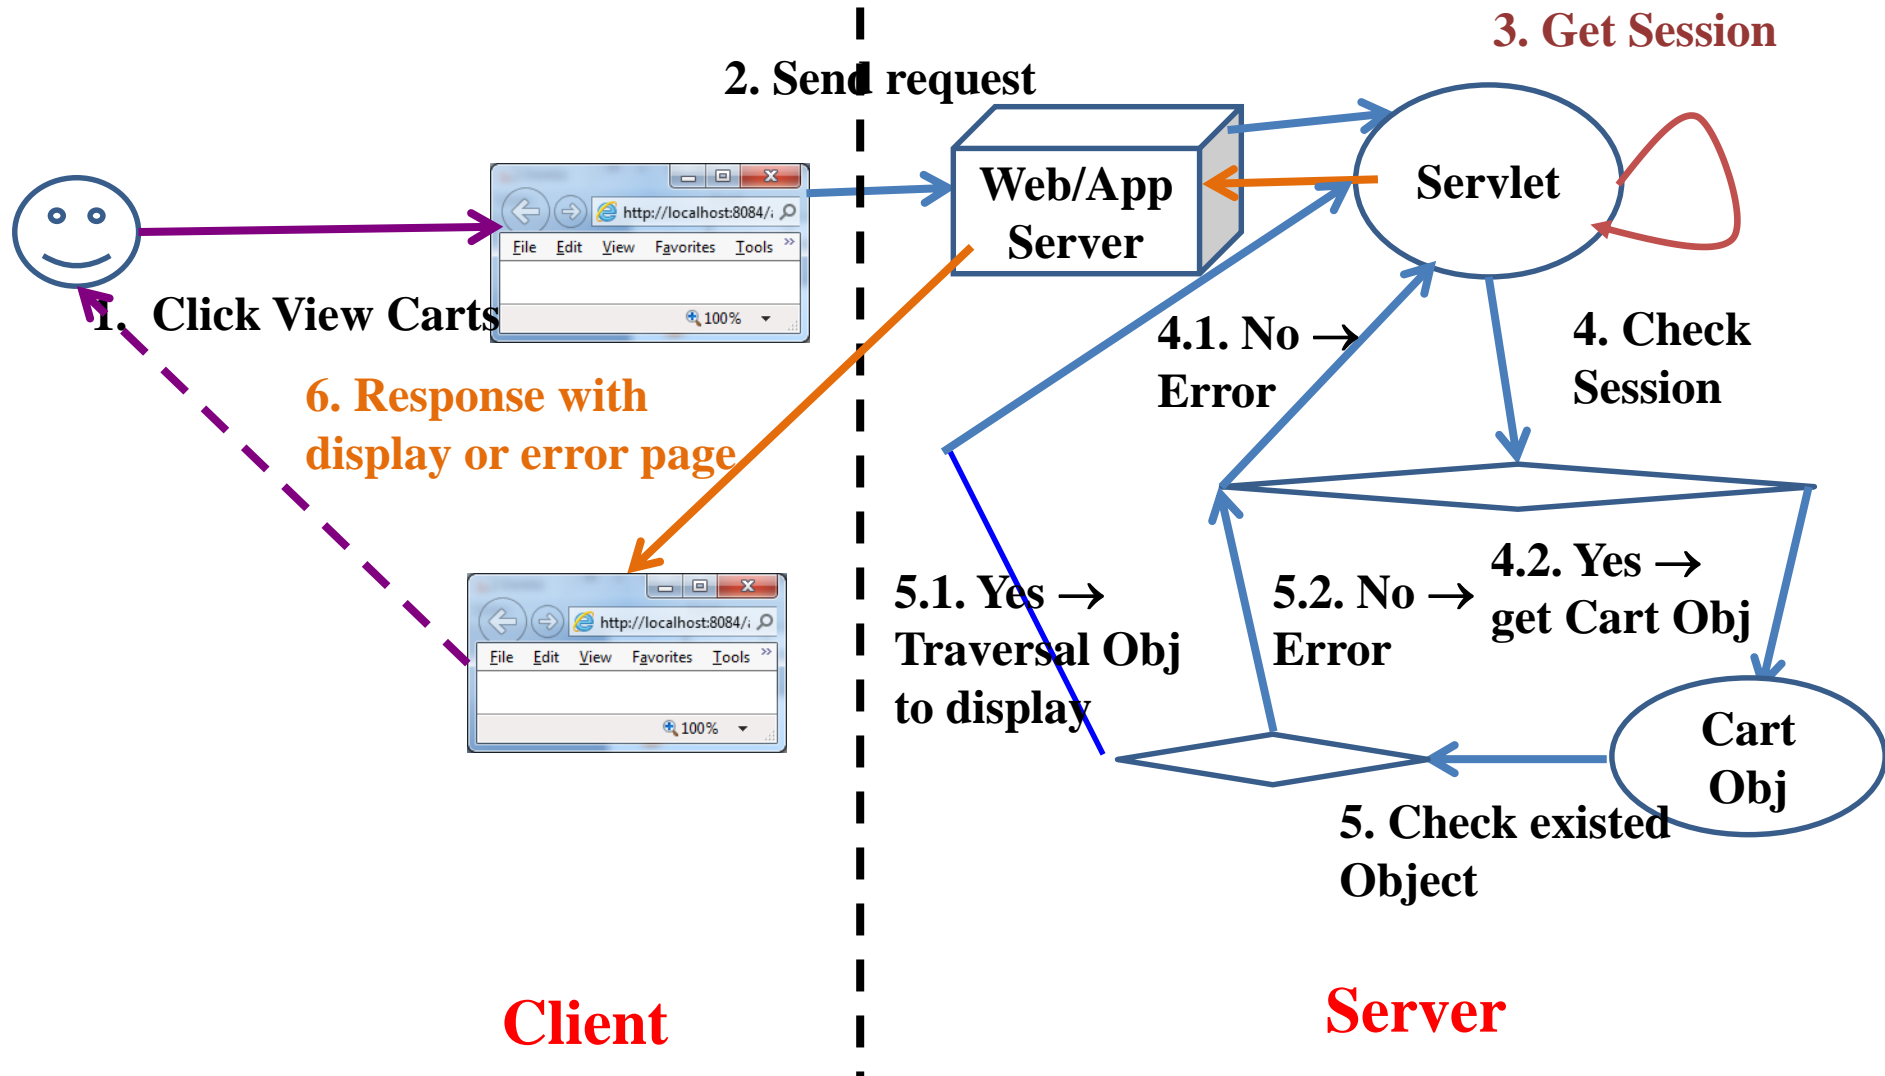 3. Get Session
2. Send request
Web/App
Server
Servlet
http://localhost:8084/
File Edit View Favorites Tools »
100%
1. Click View Carts
4.1. No →
Error
4. Check
Session
6. Response with
display or error page
http://localhost:8084/
File Edit View Favorites Tools »
100%
5.1. Yes →
Traversal Obj
to display
5.2. No →
Error
4.2. Yes →
get Cart Obj
Cart
Obj
5. Check existed
Object
Client
Server